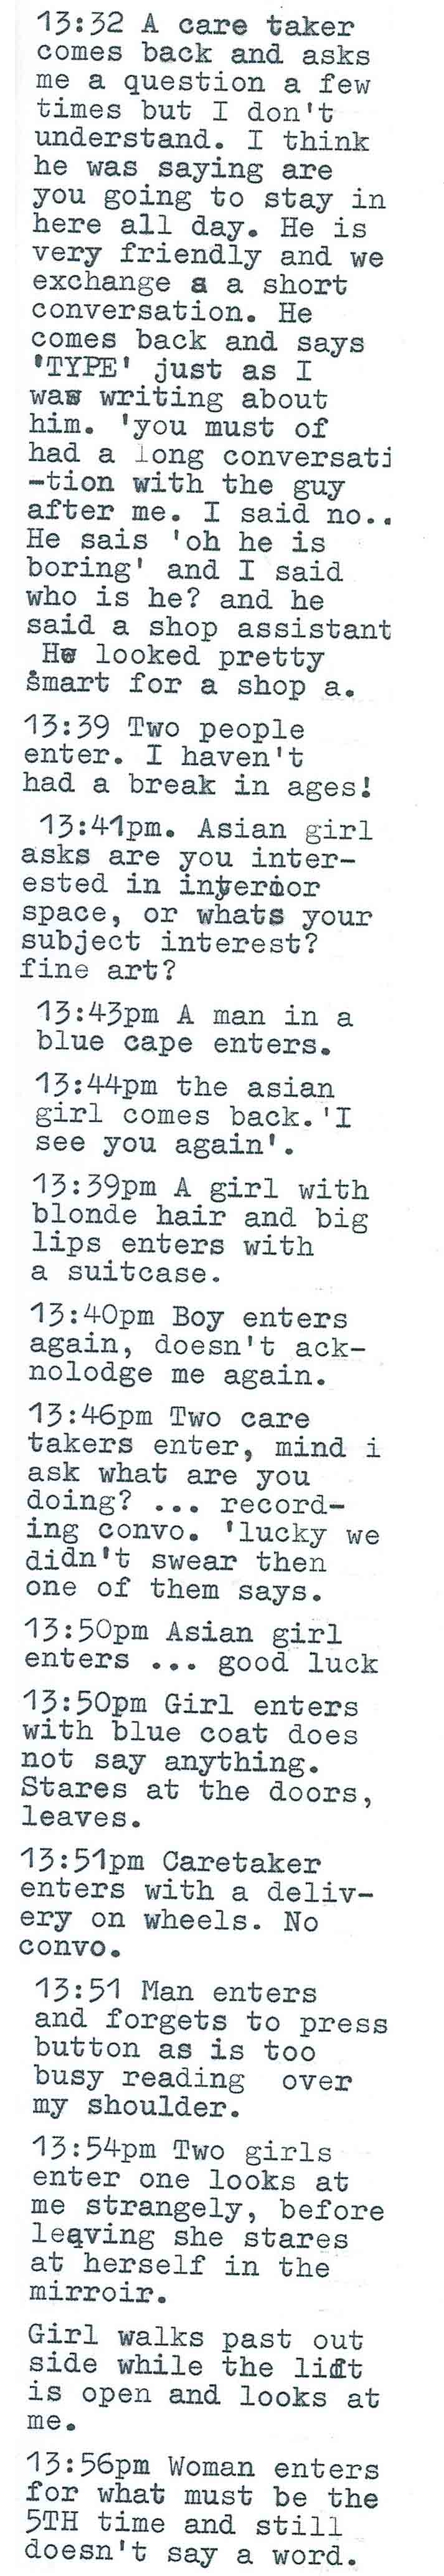 13:32 A care taker
comes back and asks
me a question a few
times but I don't
understand. I think
he was saying are
you going to stay in
here all day. He is
very friendly and we
exchange a a short
conversation. He
comes back and says
'TYPE' just as I
was writing about
him. 'you must of
had a long conversati
-tion with the guy
after me. I said no..
He sais 'oh he is
boring' and I said
who is he? and he
said a shop assistant
He looked pretty
smart for a shop a.
13:39 Two people
enter. I haven't
had a break in ages!
13:41pm. Asian girl
asks are you inter-
ested in interior
space, or whats your
subject interest?
fine art?
13:43pm A man in a
blue cape enters.
13:44pm the asian
girl comes back.'I
see you again'.
13:39pm A girl with
blonde hair and big
lips enters with
a suitcase.
13:40pm Boy enters
again, doesn't ack-
nolodge me again.
13:46pm Two care
takers enter, mind i
ask what are you
doing? ... record-
ing convo. 'lucky we
didn't swear then
one of them says.
13:50pm Asian girl
enters ... good luck
13:50pm Girl enters
with blue coat does
not say anything.
Stares at the doors,
leaves.
13:51pm Caretaker
enters with a deliv-
ery on wheels. No
convo.
13:51 Man enters
and forgets to press
button as is too
busy reading over
my shoulder.
13:54pm Two girls
enter one looks at
me strangely, before
leaving she stares
at herself in the
mirroir.
Girl walks past out
side while the lift
is open and looks at
me.
13:56pm Woman enters
for what must be the
5TH time and still
doesn't say a word.